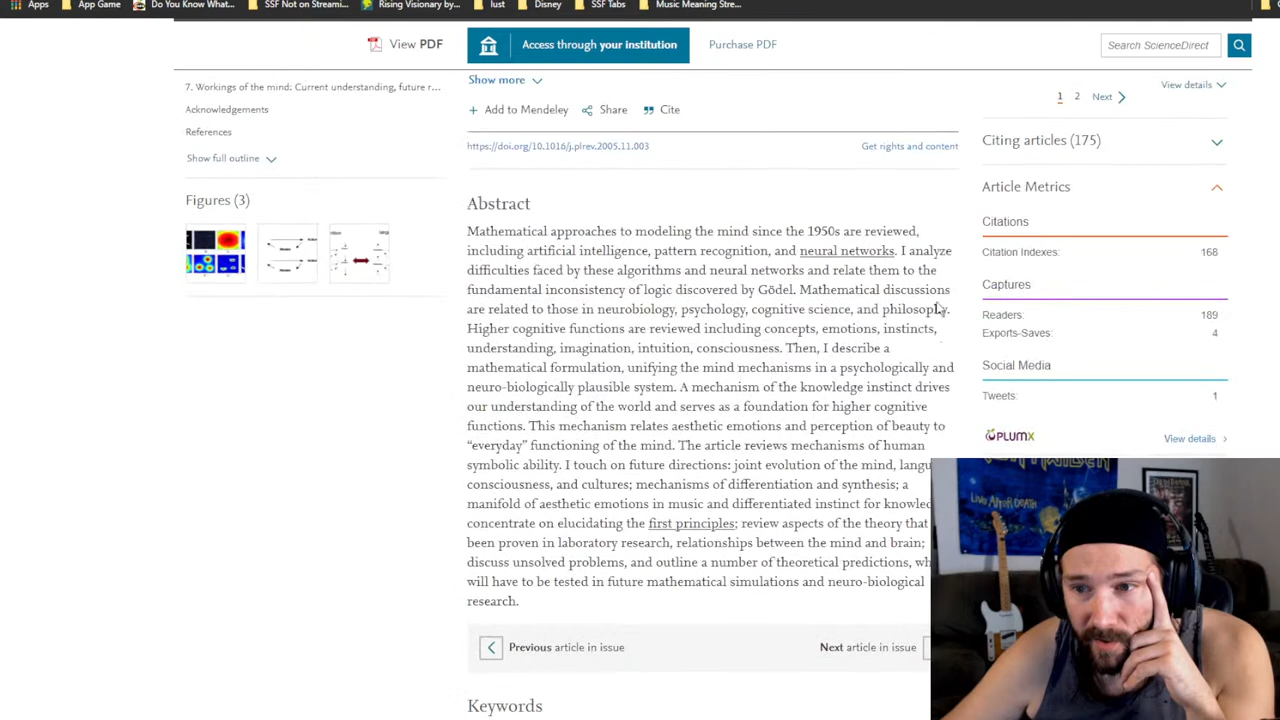 Apps
App Game
Do You Know What...
SSF Not on Streami...
Rising Visionary by...
lust
Disney
SSF Tabs
Music Meaning Stre...
View PDF
Access through your institution
Purchase PDF
Search ScienceDirect
7. Workings of the mind: Current understanding, future r...
Acknowledgements
References
Show full outline
Figures (3)
Show more
Add to Mendeley
Share
Cite
https://doi.org/10.1016/j.plrev.2005.11.003
Get rights and content
Abstract
Mathematical approaches to modeling the mind since the 1950s are reviewed,
including artificial intelligence, pattern recognition, and neural networks. I analyze
difficulties faced by these algorithms and neural networks and relate them to the
fundamental inconsistency of logic discovered by Gödel. Mathematical discussions
are related to those in neurobiology, psychology, cognitive science, and philosophy.
Higher cognitive functions are reviewed including concepts, emotions, instincts,
understanding, imagination, intuition, consciousness. Then, I describe a
mathematical formulation, unifying the mind mechanisms in a psychologically and
neuro-biologically plausible system. A mechanism of the knowledge instinct drives
our understanding of the world and serves as a foundation for higher cognitive
functions. This mechanism relates aesthetic emotions and perception of beauty to
“everyday” functioning of the mind. The article reviews mechanisms of human
symbolic ability. I touch on future directions: joint evolution of the mind, langu
consciousness, and cultures; mechanisms of differentiation and synthesis; a
manifold of aesthetic emotions in music and differentiated instinct for knowled
concentrate on elucidating the first principles; review aspects of the theory that
been proven in laboratory research, relationships between the mind and brain;
discuss unsolved problems, and outline a number of theoretical predictions, wh
will have to be tested in future mathematical simulations and neuro-biological
research.
Previous article in issue
Next article in issue
Keywords
1 2 Next
View details
Citing articles (175)
Article Metrics
Citations
Citation Indexes: 168
Captures
Readers: 189
Exports-Saves: 4
Social Media
Tweets: 1
PLUMX
View details
LIVE AFTER DEATH